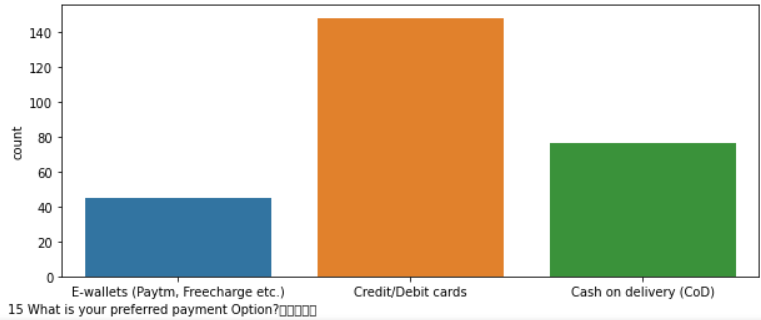 140
120
100
80
60
40
20
0
count
E-wallets (Paytm, Freecharge etc.) Credit/Debit cards Cash on delivery (CoD)
15 What is your preferred payment Option?▯▯▯▯▯